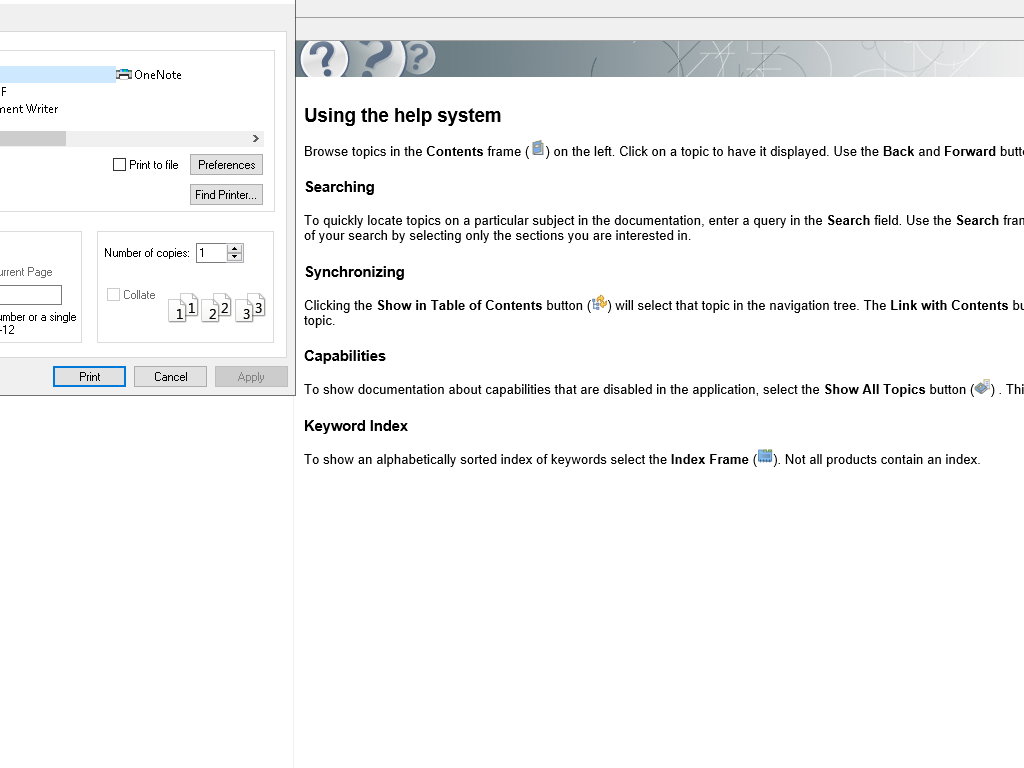 OneNote
F
ment Writer
Print to file
Preferences
Find Printer...
urrent Page
umber or a single
-12
Number of copies: 1
Collate
1 1 2 2 3 3
Print
Cancel
Apply
Using the help system
Browse topics in the Contents frame ( ) on the left. Click on a topic to have it displayed. Use the Back and Forward butt
Searching
To quickly locate topics on a particular subject in the documentation, enter a query in the Search field. Use the Search fran
of your search by selecting only the sections you are interested in.
Synchronizing
Clicking the Show in Table of Contents button ( ) will select that topic in the navigation tree. The Link with Contents bu
topic.
Capabilities
To show documentation about capabilities that are disabled in the application, select the Show All Topics button ( ) . Thi
Keyword Index
To show an alphabetically sorted index of keywords select the Index Frame ( ). Not all products contain an index.